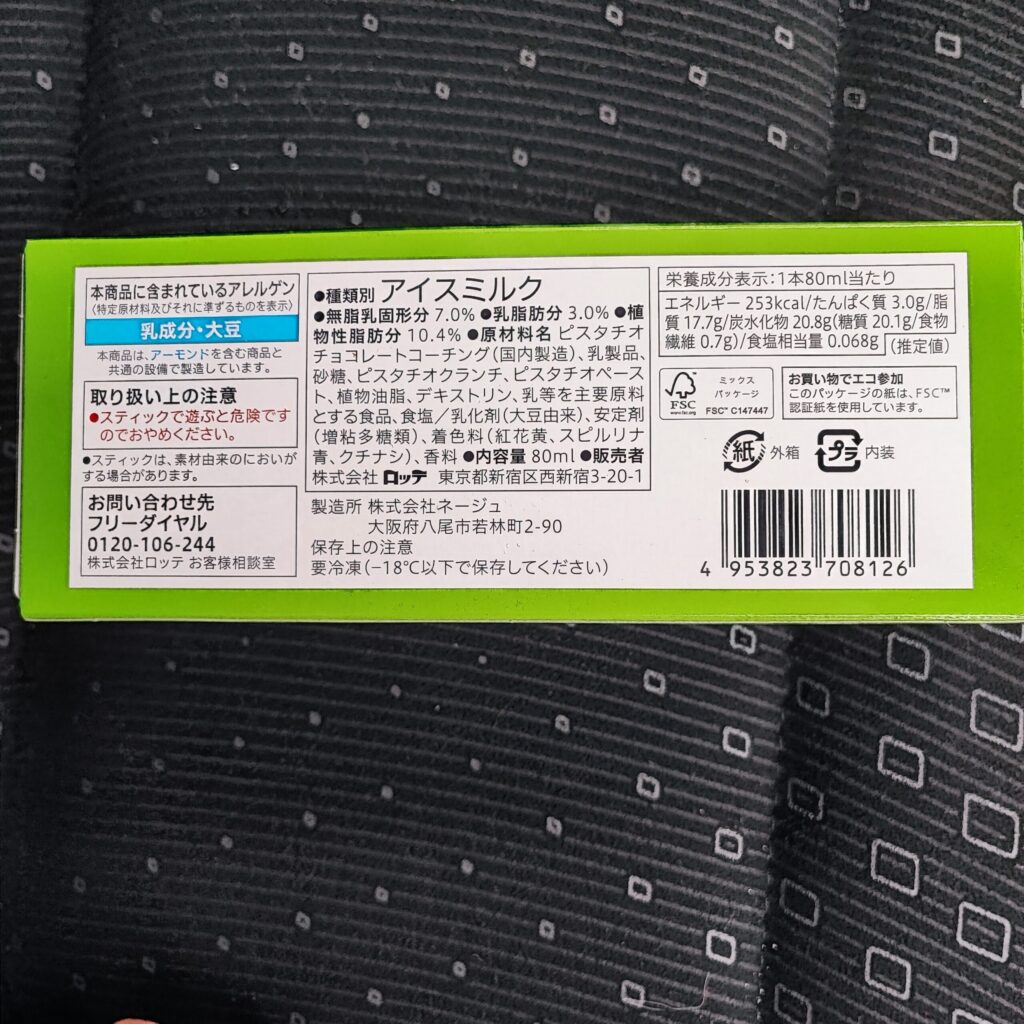 本商品に含まれているアレルゲン
〈特定原材料及びそれに準ずるものを表示〉
乳成分・大豆
本商品は、アーモンドを含む商品と
共通の設備で製造しています。
取り扱い上の注意
●スティックで遊ぶと危険です
のでおやめください。
●スティックは、素材由来のにおいが
する場合があります。
お問い合わせ先
フリーダイヤル
0120-106-244
株式会社ロッテ お客様相談室
●種類別 アイスミルク
●無脂乳固形分 7.0% ●乳脂肪分 3.0% ●植
物性脂肪分 10.4% ●原材料名 ピスタチオ
チョコレートコーチング(国内製造)、乳製品、
砂糖、ピスタチオクランチ、ピスタチオペース
ト、植物油脂、デキストリン、乳等を主要原料
とする食品、食塩／乳化剤(大豆由来)、安定剤
(増粘多糖類)、着色料(紅花黄、スピルリナ
青、クチナシ)、香料 ●内容量 80ml ●販売者
株式会社 ロッテ 東京都新宿区西新宿3-20-1
製造所 株式会社ネージュ
大阪府八尾市若林町2-90
保存上の注意
要冷凍(−18℃以下で保存してください)
栄養成分表示:1本80ml当たり
エネルギー 253kcal/たんぱく質 3.0g/脂
質 17.7g/炭水化物 20.8g(糖質 20.1g/食物
繊維 0.7g)/食塩相当量 0.068g (推定値)
FSC
www.fsc.org
ミックス
パッケージ
FSC™ C147447
お買い物でエコ参加
このパッケージの紙は、FSC™
認証紙を使用しています。
紙 外箱
プラ 内装
4 953823 708126